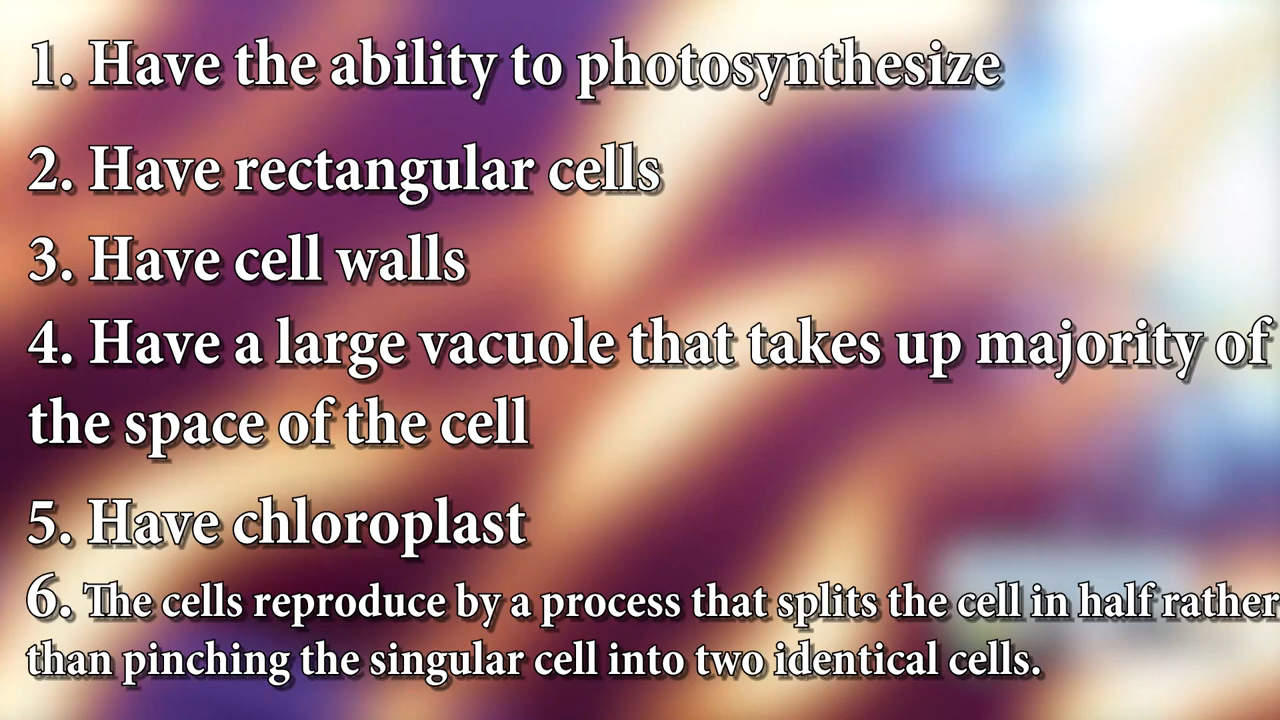 1. Have the ability to photosynthesize
2. Have rectangular cells
3. Have cell walls
4. Have a large vacuole that takes up majority of
the space of the cell
5. Have chloroplast
6. The cells reproduce by a process that splits the cell in half rather
than pinching the singular cell into two identical cells.